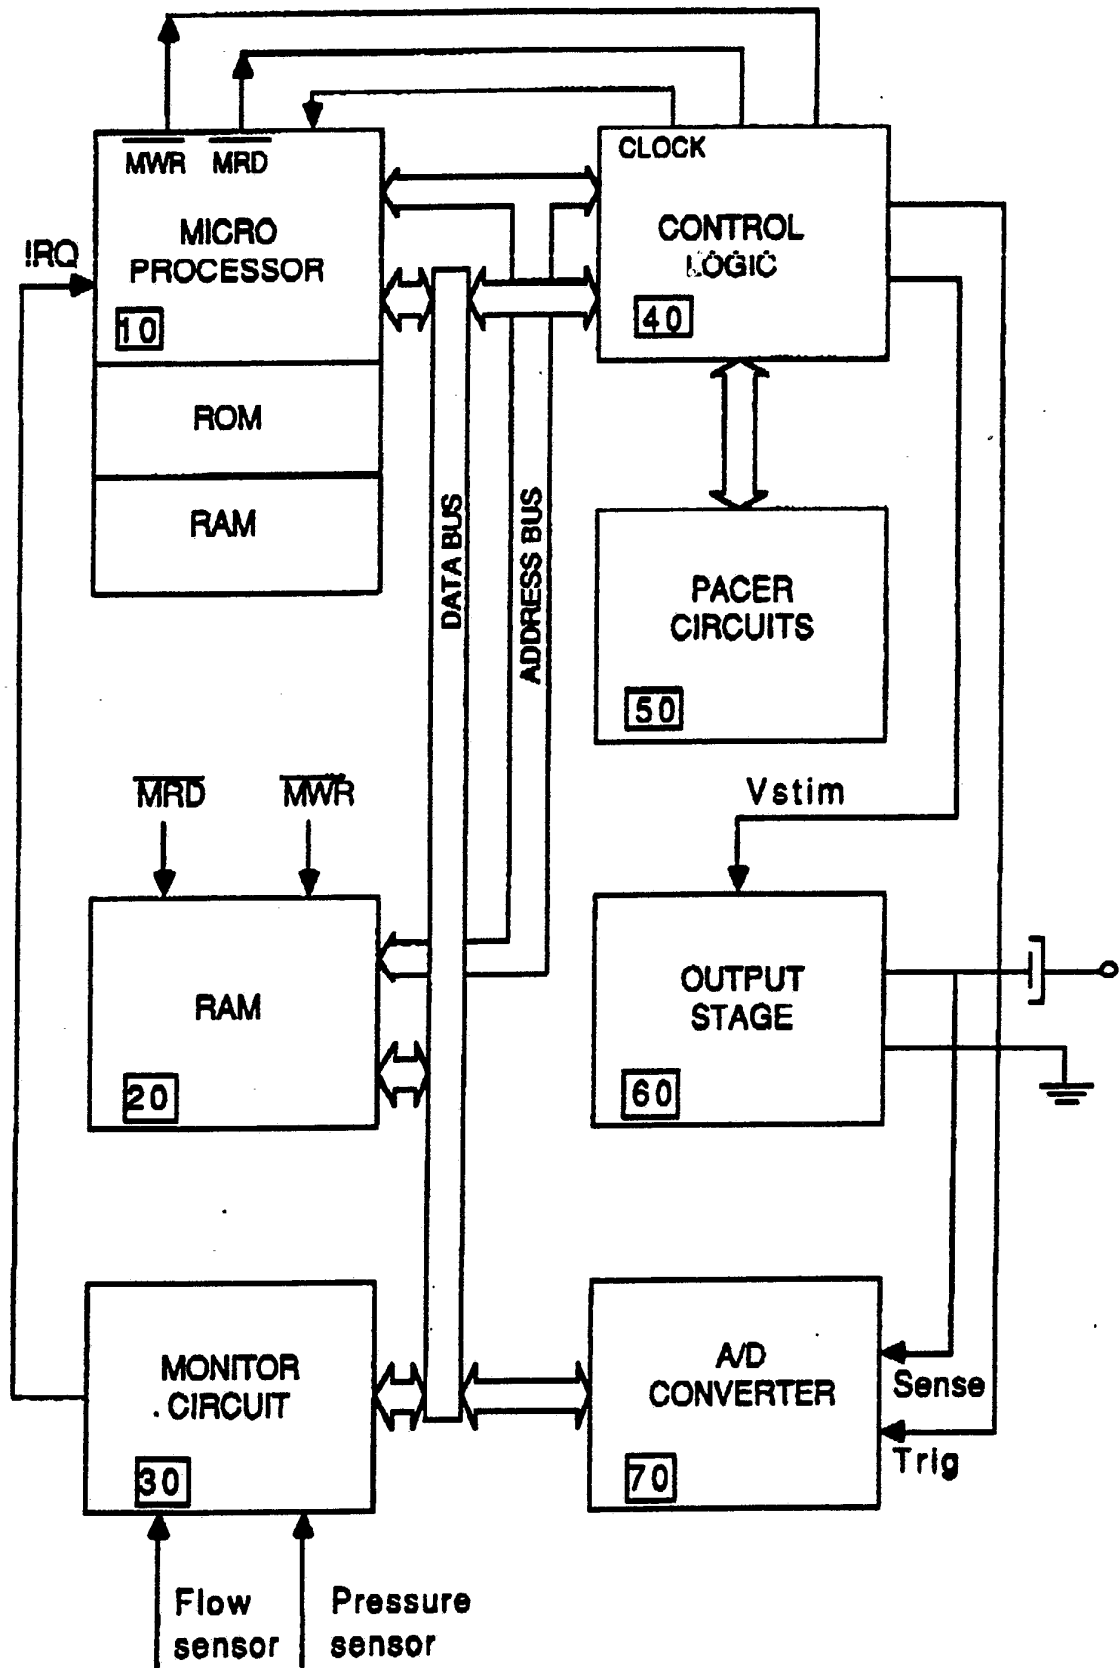 MWR MRD
MICRO
PROCESSOR
10
ROM
RAM
IRQ
CLOCK
CONTROL
LOGIC
40
DATA BUS
ADDRESS BUS
PACER
CIRCUITS
50
MRD MWR
RAM
20
Vstim
OUTPUT
STAGE
60
MONITOR
CIRCUIT
30
A/D
CONVERTER
70
Sense
Trig
Flow
sensor
Pressure
sensor